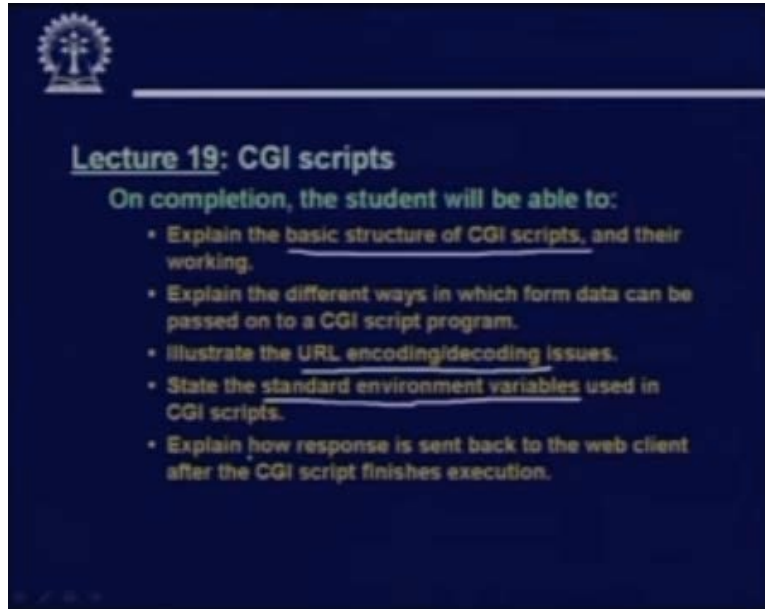 Lecture 19: CGI scripts
On completion, the student will be able to:
• Explain the basic structure of CGI scripts, and their
working.
• Explain the different ways in which form data can be
passed on to a CGI script program.
• Illustrate the URL encoding/decoding issues.
• State the standard environment variables used in
CGI scripts.
• Explain how response is sent back to the web client
after the CGI script finishes execution.